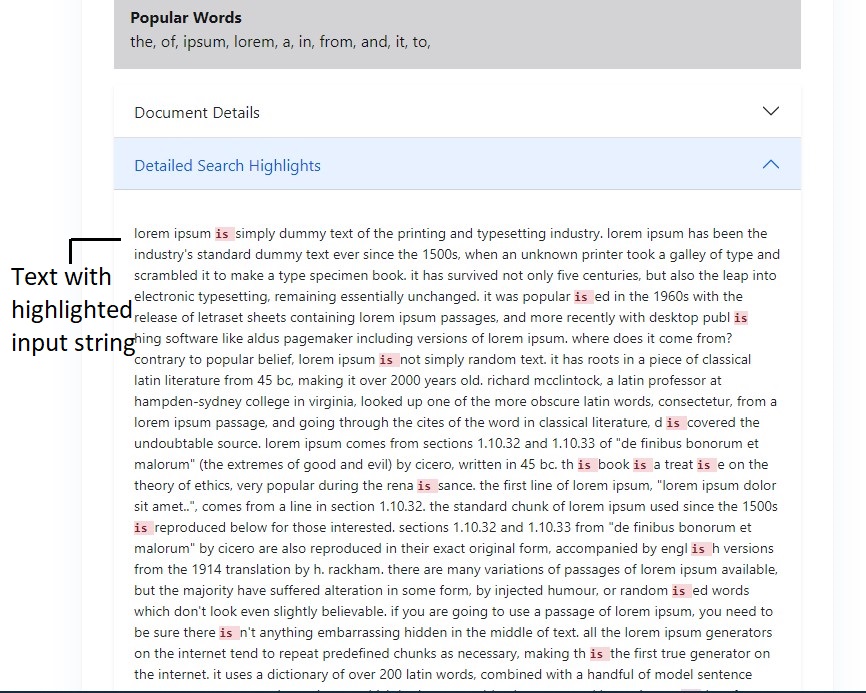 Popular Words
the, of, ipsum, lorem, a, in, from, and, it, to,
Document Details
Detailed Search Highlights
Text with
highlighted
input string
lorem ipsum is simply dummy text of the printing and typesetting industry. lorem ipsum has been the
industry's standard dummy text ever since the 1500s, when an unknown printer took a galley of type and
scrambled it to make a type specimen book. it has survived not only five centuries, but also the leap into
electronic typesetting, remaining essentially unchanged. it was popular is ed in the 1960s with the
release of letraset sheets containing lorem ipsum passages, and more recently with desktop publ is
hing software like aldus pagemaker including versions of lorem ipsum. where does it come from?
contrary to popular belief, lorem ipsum is not simply random text. it has roots in a piece of classical
latin literature from 45 bc, making it over 2000 years old. richard mcclintock, a latin professor at
hampden-sydney college in virginia, looked up one of the more obscure latin words, consectetur, from a
lorem ipsum passage, and going through the cites of the word in classical literature, d is covered the
undoubtable source. lorem ipsum comes from sections 1.10.32 and 1.10.33 of "de finibus bonorum et
malorum" (the extremes of good and evil) by cicero, written in 45 bc. th is book is a treat is e on the
theory of ethics, very popular during the rena is sance. the first line of lorem ipsum, "lorem ipsum dolor
sit amet..", comes from a line in section 1.10.32. the standard chunk of lorem ipsum used since the 1500s
is reproduced below for those interested. sections 1.10.32 and 1.10.33 from "de finibus bonorum et
malorum" by cicero are also reproduced in their exact original form, accompanied by engl is h versions
from the 1914 translation by h. rackham. there are many variations of passages of lorem ipsum available,
but the majority have suffered alteration in some form, by injected humour, or random is ed words
which don't look even slightly believable. if you are going to use a passage of lorem ipsum, you need to
be sure there is n't anything embarrassing hidden in the middle of text. all the lorem ipsum generators
on the internet tend to repeat predefined chunks as necessary, making th is the first true generator on
the internet. it uses a dictionary of over 200 latin words, combined with a handful of model sentence